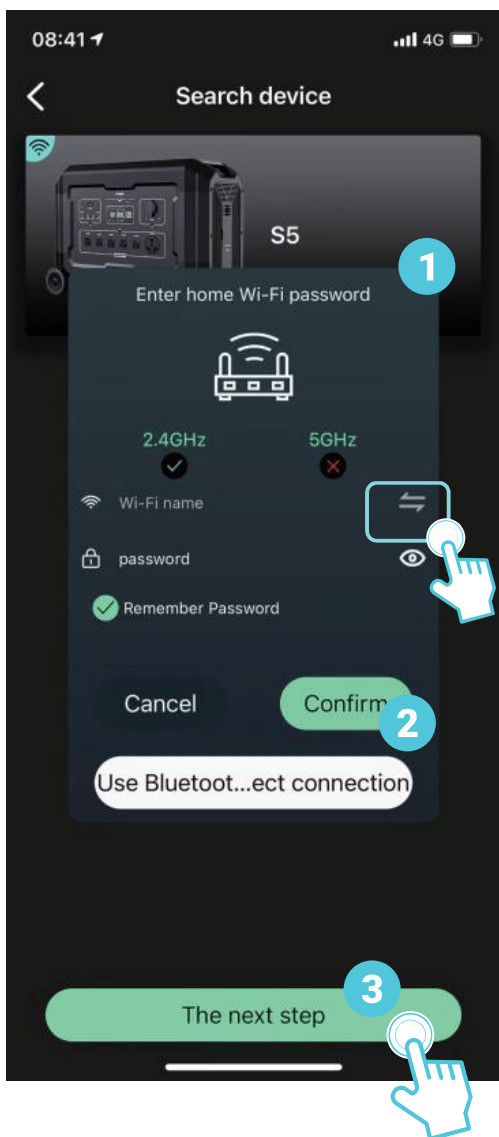 08:41 4G
Search device
S5
1
Enter home Wi-Fi password
2.4GHz 5GHz
Wi-Fi name
password
Remember Password
Cancel Confirm
2
Use Bluetoot...ect connection
3
The next step